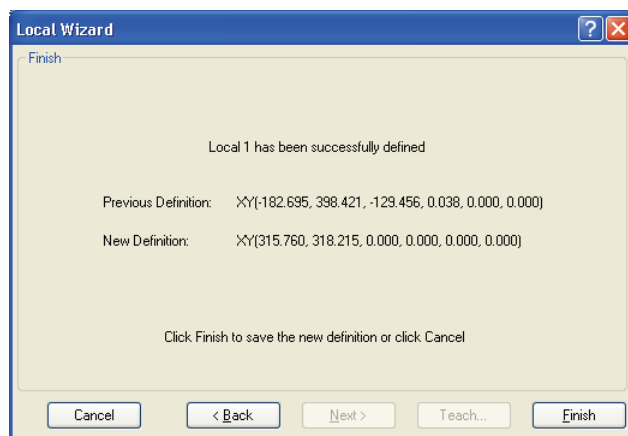 Local Wizard
Finish
Local 1 has been successfully defined
Previous Definition: XY(-182.695, 398.421, -129.456, 0.038, 0.000, 0.000)
New Definition: XY(315.760, 318.215, 0.000, 0.000, 0.000, 0.000)
Click Finish to save the new definition or click Cancel
Cancel < Back Next > Teach... Finish